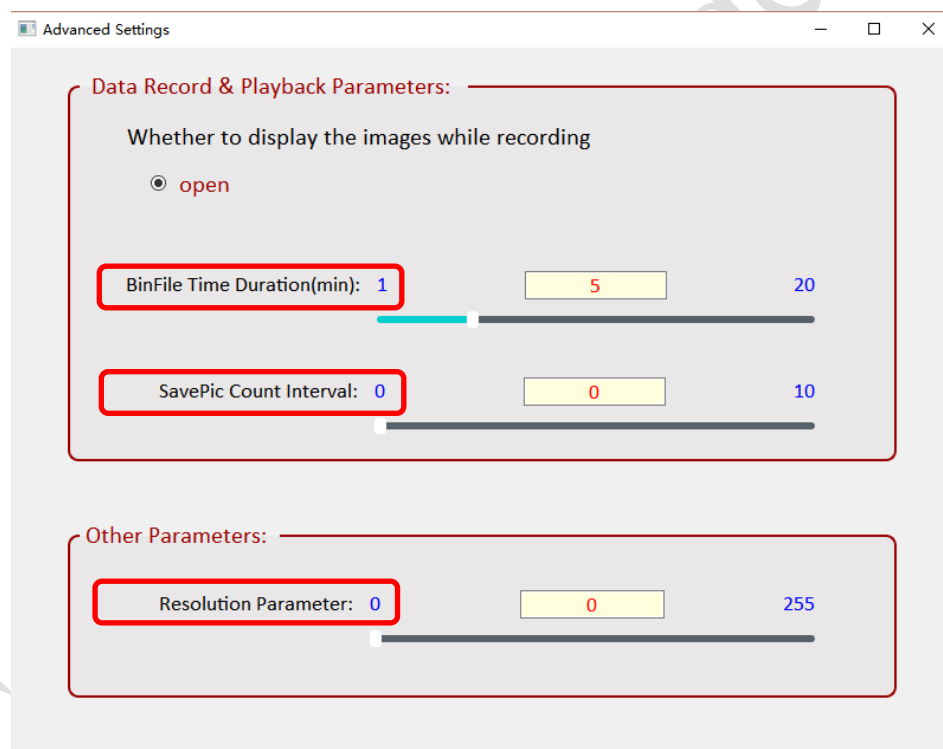 Advanced Settings
Data Record & Playback Parameters:
Whether to display the images while recording
open
BinFile Time Duration(min): 1 5 20
SavePic Count Interval: 0 0 10
Other Parameters:
Resolution Parameter: 0 0 255